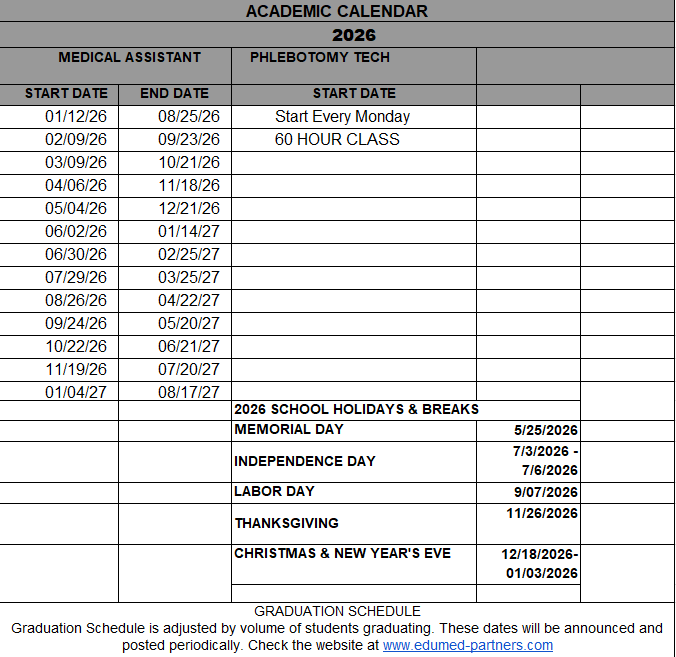 ACADEMIC CALENDAR
2026
MEDICAL ASSISTANT PHLEBOTOMY TECH
START DATE END DATE START DATE
01/12/26 08/25/26 Start Every Monday
02/09/26 09/23/26 60 HOUR CLASS
03/09/26 10/21/26
04/06/26 11/18/26
05/04/26 12/21/26
06/02/26 01/14/27
06/30/26 02/25/27
07/29/26 03/25/27
08/26/26 04/22/27
09/24/26 05/20/27
10/22/26 06/21/27
11/19/26 07/20/27
01/04/27 08/17/27
2026 SCHOOL HOLIDAYS & BREAKS
MEMORIAL DAY 5/25/2026
INDEPENDENCE DAY 7/3/2026 -
7/6/2026
LABOR DAY 9/07/2026
THANKSGIVING 11/26/2026
CHRISTMAS & NEW YEAR'S EVE 12/18/2026-
01/03/2026
GRADUATION SCHEDULE
Graduation Schedule is adjusted by volume of students graduating. These dates will be announced and
posted periodically. Check the website at www.edumed-partners.com